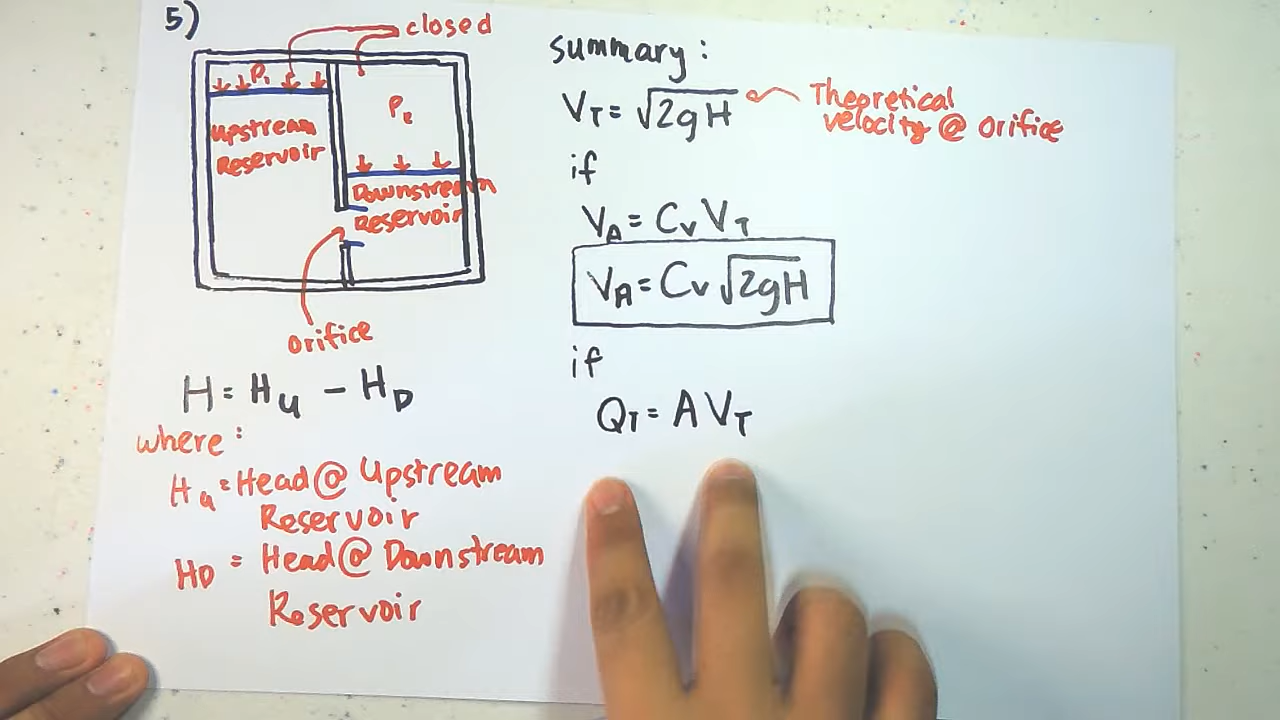 5)
closed
P₁
P₂
Upstream
Reservoir
Downstream
Reservoir
orifice
H = Hu - HD
where:
Hu = Head @ Upstream
Reservoir
HD = Head @ Downstream
Reservoir
summary:
VT = √2gH
Theoretical
velocity @ orifice
if
VA = Cv VT
VA = Cv √2gH
if
QT = A VT